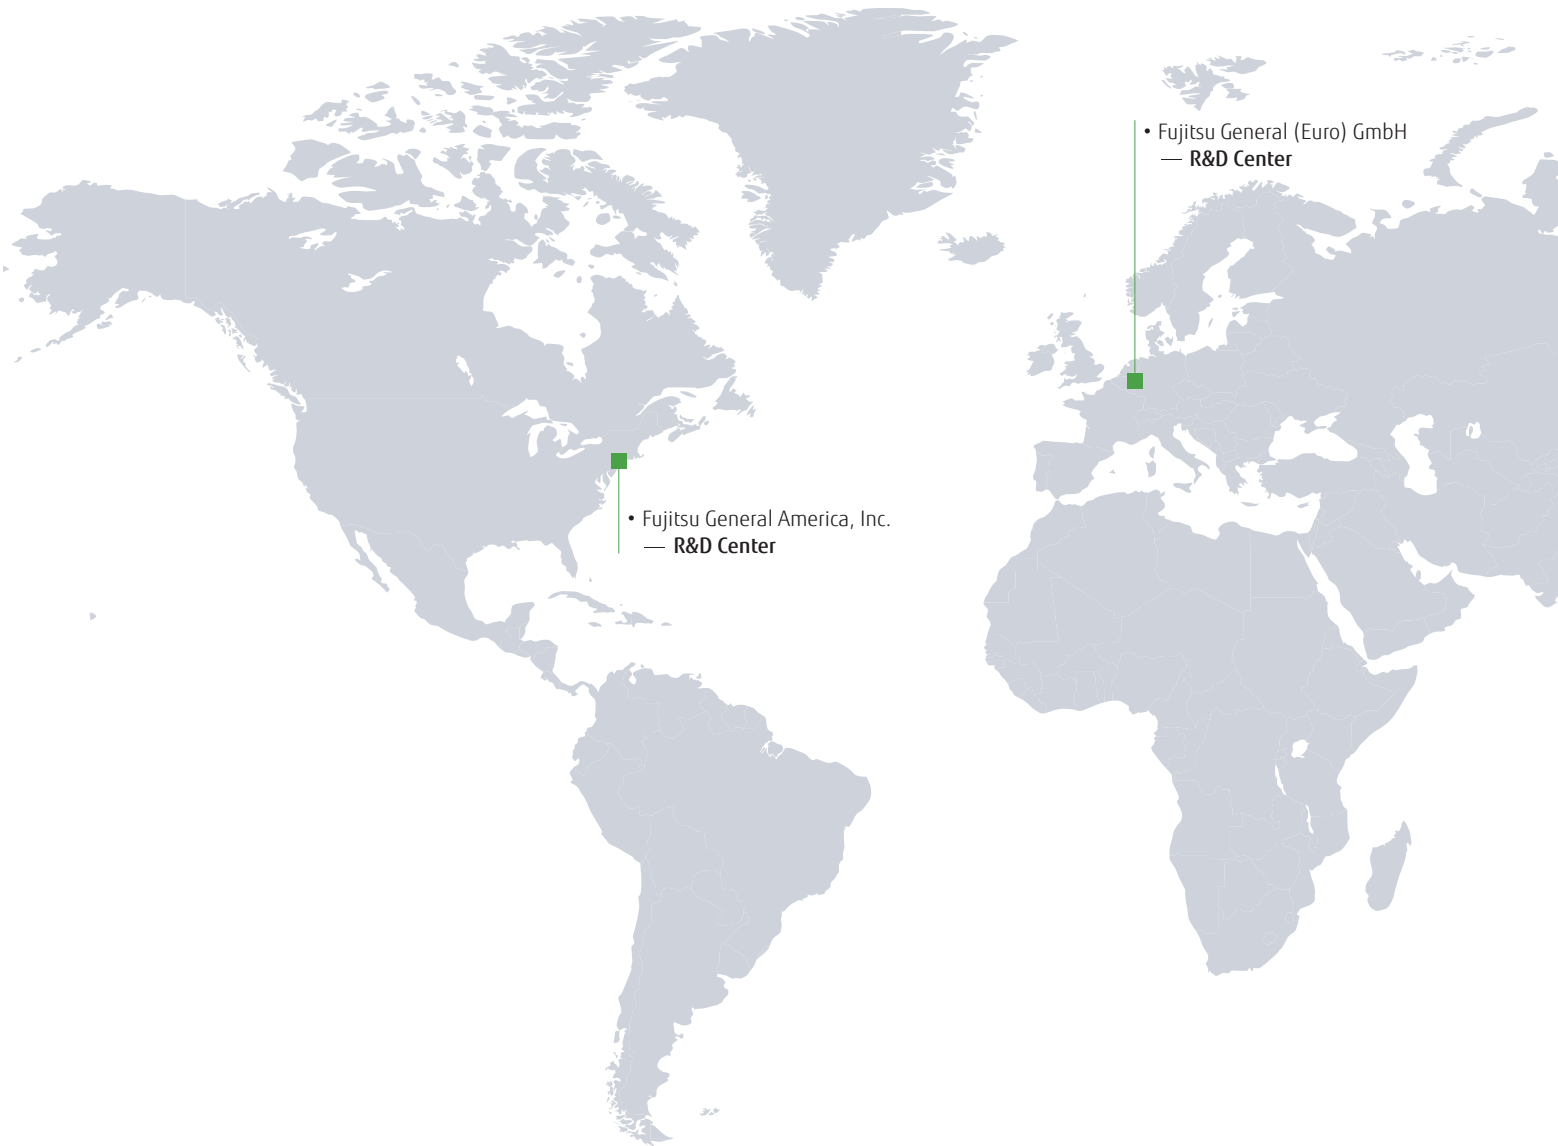 • Fujitsu General (Euro) GmbH
— R&D Center
• Fujitsu General America, Inc.
— R&D Center